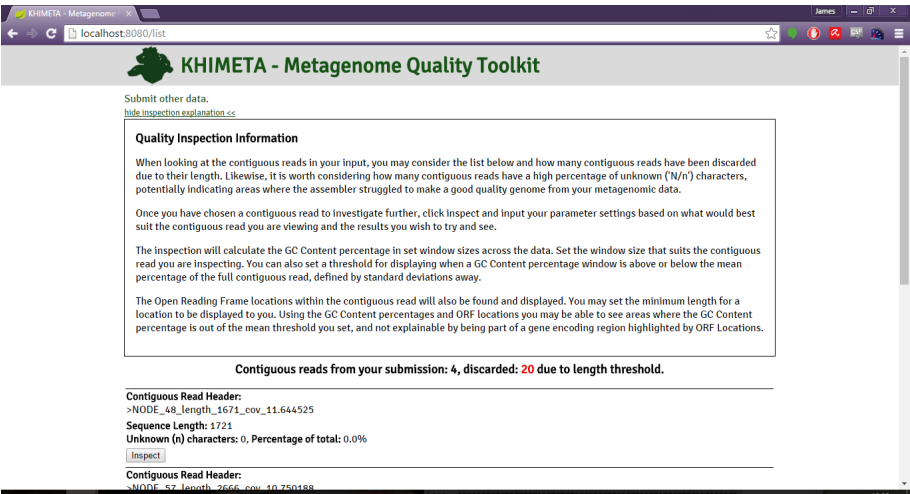 KHIMETA - Metagenome
James
localhost:8080/list
KHIMETA - Metagenome Quality Toolkit
Submit other data.
hide inspection explanation <<
Quality Inspection Information
When looking at the contiguous reads in your input, you may consider the list below and how many contiguous reads have been discarded
due to their length. Likewise, it is worth considering how many contiguous reads have a high percentage of unknown ('N/n') characters,
potentially indicating areas where the assembler struggled to make a good quality genome from your metagenomic data.
Once you have chosen a contiguous read to investigate further, click inspect and input your parameter settings based on what would best
suit the contiguous read you are viewing and the results you wish to try and see.
The inspection will calculate the GC Content percentage in set window sizes across the data. Set the window size that suits the contiguous
read you are inspecting. You can also set a threshold for displaying when a GC Content percentage window is above or below the mean
percentage of the full contiguous read, defined by standard deviations away.
The Open Reading Frame locations within the contiguous read will also be found and displayed. You may set the minimum length for a
location to be displayed to you. Using the GC Content percentages and ORF locations you may be able to see areas where the GC Content
percentage is out of the mean threshold you set, and not explainable by being part of a gene encoding region highlighted by ORF Locations.
Contiguous reads from your submission: 4, discarded: 20 due to length threshold.
Contiguous Read Header:
>NODE_48_length_1671_cov_11.644525
Sequence Length: 1721
Unknown (n) characters: 0, Percentage of total: 0.0%
Inspect
Contiguous Read Header:
>NODE_57_length_2666_cov_10.750188